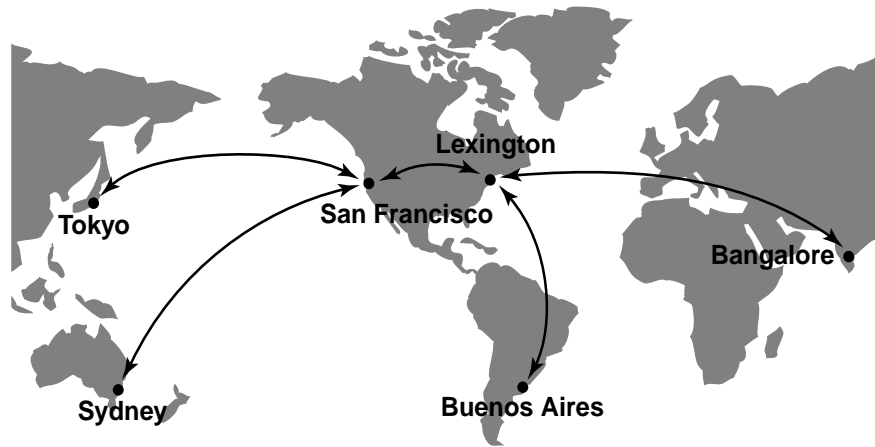 Lexington
San Francisco
Tokyo
Bangalore
Sydney
Buenos Aires